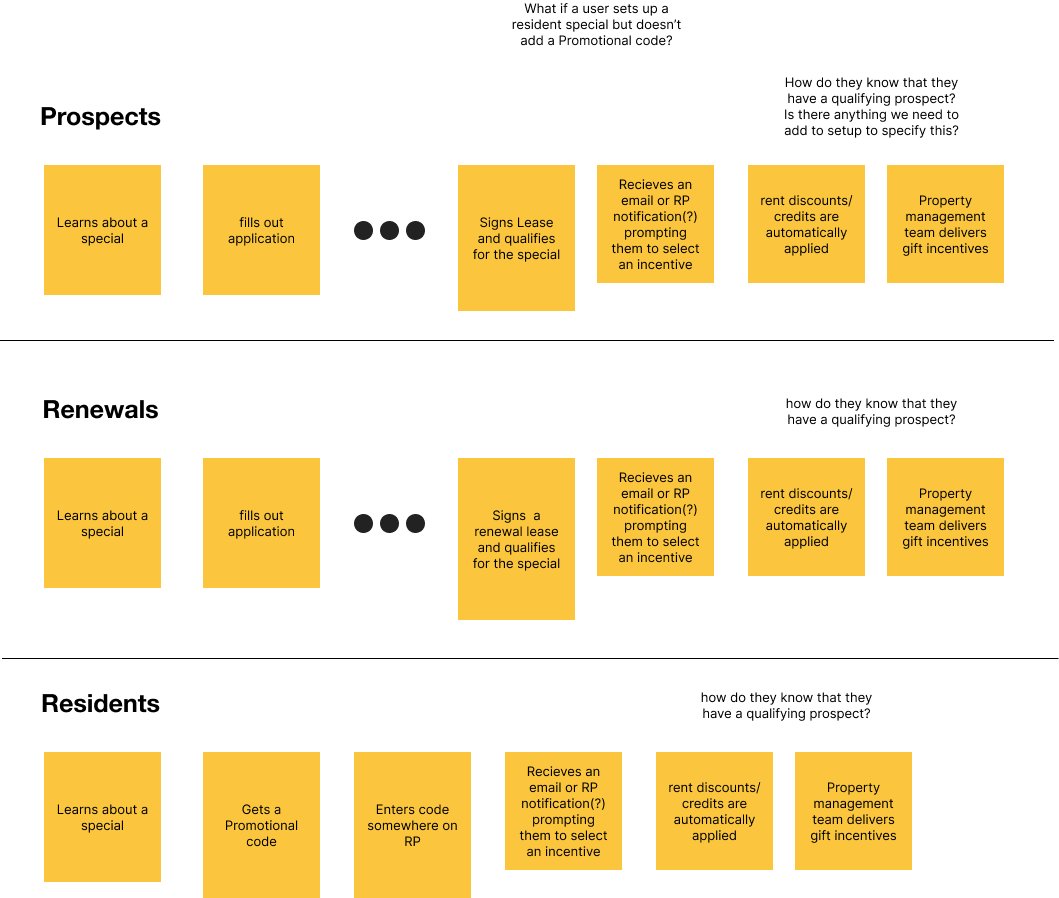 What if a user sets up a
resident special but doesn't
add a Promotional code?
How do they know that they
have a qualifying prospect?
Is there anything we need to
add to setup to specify this?
Prospects
Learns about a
special
fills out
application
Signs Lease
and qualifies
for the special
Recieves an
email or RP
notification(?)
prompting
them to select
an incentive
rent discounts/
credits are
automatically
applied
Property
management
team delivers
gift incentives
Renewals
how do they know that they
have a qualifying prospect?
Learns about a
special
fills out
application
Signs  a
renewal lease
and qualifies
for the special
Recieves an
email or RP
notification(?)
prompting
them to select
an incentive
rent discounts/
credits are
automatically
applied
Property
management
team delivers
gift incentives
Residents
how do they know that they
have a qualifying prospect?
Learns about a
special
Gets a
Promotional
code
Enters code
somewhere on
RP
Recieves an
email or RP
notification(?)
prompting
them to select
an incentive
rent discounts/
credits are
automatically
applied
Property
management
team delivers
gift incentives